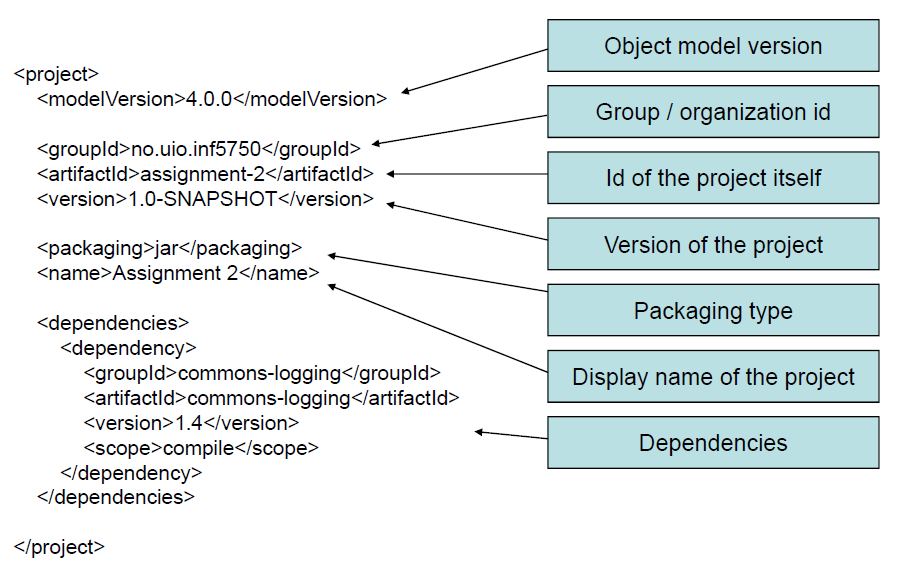 <project>
<modelVersion>4.0.0</modelVersion>
<groupId>no.uio.inf5750</groupId>
<artifactId>assignment-2</artifactId>
<version>1.0-SNAPSHOT</version>
<packaging>jar</packaging>
<name>Assignment 2</name>
<dependencies>
<dependency>
<groupId>commons-logging</groupId>
<artifactId>commons-logging</artifactId>
<version>1.4</version>
<scope>compile</scope>
</dependency>
</dependencies>
</project>
Object model version
Group / organization id
Id of the project itself
Version of the project
Packaging type
Display name of the project
Dependencies